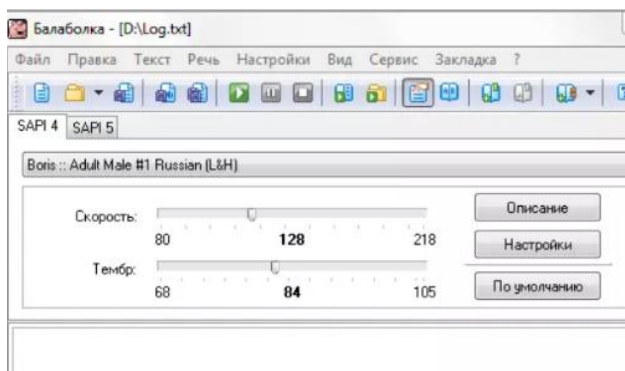 Балаболка - [D:\Log.txt]
Файл Правка Текст Речь Настройки Вид Сервис Закладка ?
SAPI 4 SAPI 5
Boris :: Adult Male #1 Russian (L&H)
Скорость:
80 128 218
Описание
Настройки
Тембр:
68 84 105
По умолчанию